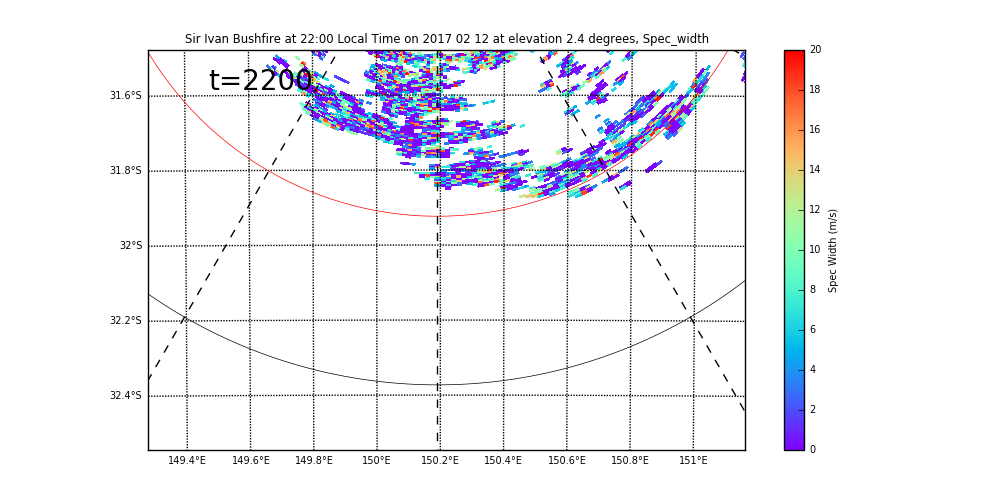 Sir Ivan Bushfire at 22:00 Local Time on 2017 02 12 at elevation 2.4 degrees, Spec_width
t=2200
31.6°S
31.8°S
32°S
32.2°S
32.4°S
149.4°E 149.6°E 149.8°E 150°E 150.2°E 150.4°E 150.6°E 150.8°E 151°E
20
18
16
14
12
10
8
6
4
2
0
Spec Width (m/s)